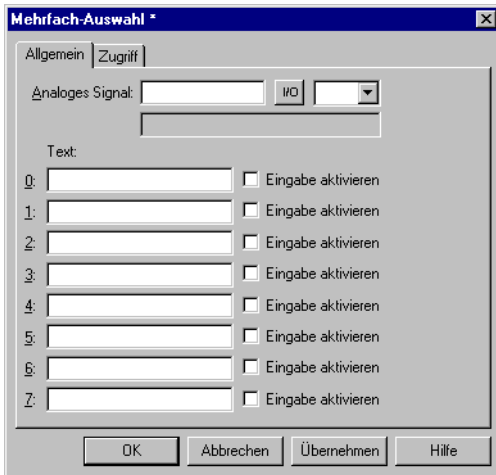 Mehrfach-Auswahl *
Allgemein Zugriff
Analoges Signal: I/O
Text:
0: Eingabe aktivieren
1: Eingabe aktivieren
2: Eingabe aktivieren
3: Eingabe aktivieren
4: Eingabe aktivieren
5: Eingabe aktivieren
6: Eingabe aktivieren
7: Eingabe aktivieren
OK Abbrechen Übernehmen Hilfe